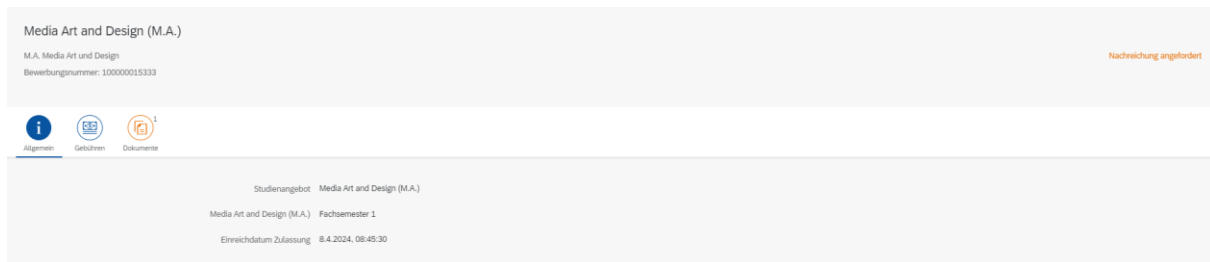 Media Art and Design (M.A.)
M.A. Media Art und Design
Nachreichung angefordert
Bewerbungsnummer: 100000015333
1
Allgemein Gebühren Dokumente
Studienangebot Media Art and Design (M.A.)
Media Art and Design (M.A.) Fachsemester 1
Einreichdatum Zulassung 8.4.2024, 08:45:30